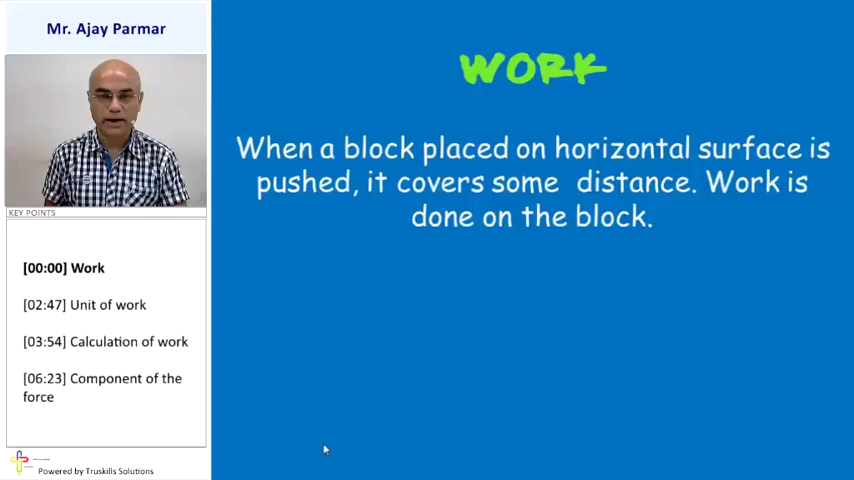 Mr. Ajay Parmar
KEY POINTS
[00:00] Work
[02:47] Unit of work
[03:54] Calculation of work
[06:23] Component of the
force
Powered by Truskills Solutions
WORK
When a block placed on horizontal surface is
pushed, it covers some distance. Work is
done on the block.